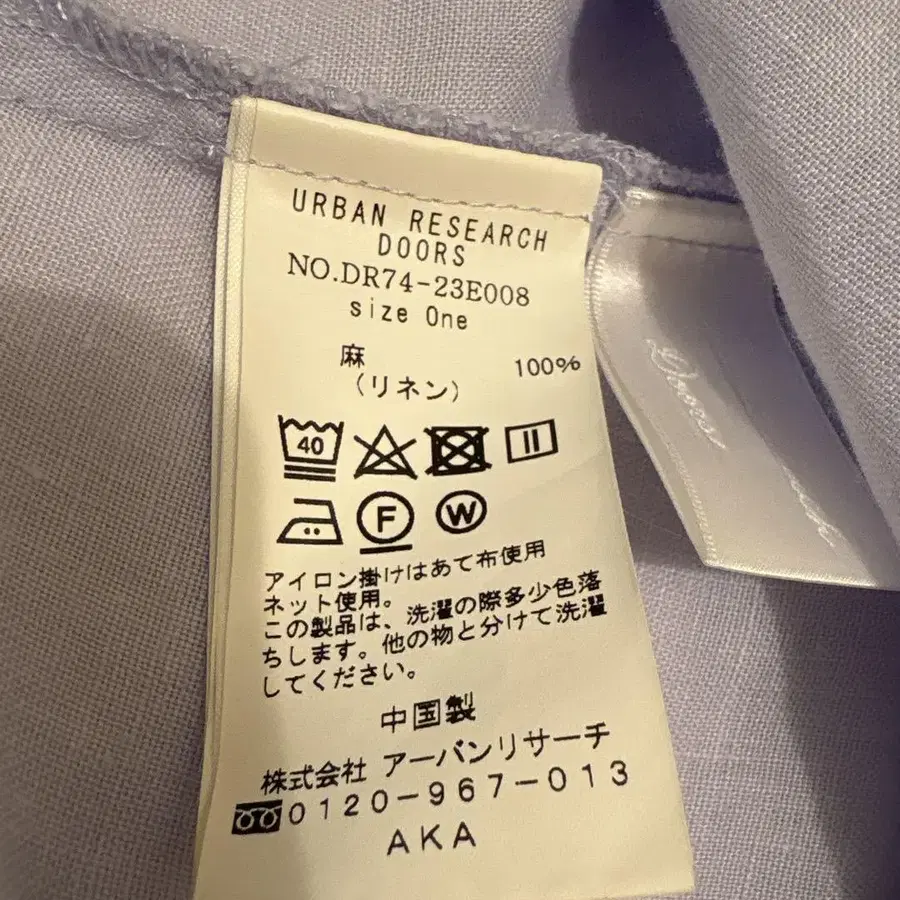 URBAN RESEARCH
DOORS
NO.DR74-23E008
size One
麻 100%
（リネン）
40
F
W
アイロン掛けはあて布使用
ネット使用。
この製品は、洗濯の際多少色落
ちします。他の物と分けて洗濯
してください。
中国製
株式会社 アーバンリサーチ
0120-967-013
AKA
Doors